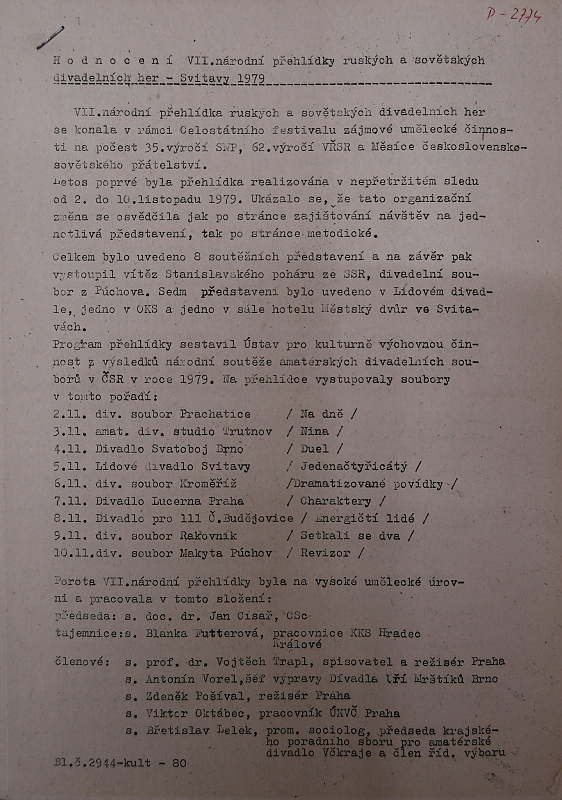 D - 2774
H o d n o c e n í   VII.národní přehlídky ruských a sovětských
divadelních her - Svitavy 1979
VII.národní přehlídka ruských a sovětských divadelních her
se konala v rámci Celostátního festivalu zájmové umělecké činnos-
ti na počest 35.výročí SNP, 62.výročí VŘSR a Měsíce československo-
sovětského přátelství.
Letos poprvé byla přehlídka realizována v nepřetržitém sledu
od 2. do 10.listopadu 1979. Ukázalo se, že tato organizační
změna se osvědčila jak po stránce zajišťování návštěv na jed-
notlivá představení, tak po stránce metodické.
Celkem bylo uvedeno 8 soutěžních představení a na závěr pak
vystoupil vítěz Stanislavského poháru ze SSR, divadelní sou-
bor z Púchova. Sedm představení bylo uvedeno v Lidovém divad-
le, jedno v OKS a jedno v sále hotelu Městský dvůr ve Svita-
vách.
Program přehlídky sestavil Ústav pro kulturně výchovnou čin-
nost z výsledků národní soutěže amatérských divadelních sou-
borů v ČSR v roce 1979. Na přehlídce vystupovaly soubory
v tomto pořadí:
2.11. div. soubor Prachatice / Na dně /
3.11. amat. div. studio Trutnov / Nina /
4.11. Divadlo Svatoboj Brno / Duel /
5.11. Lidové divadlo Svitavy / Jedenačtyřicátý /
6.11. div. soubor Kroměříž /Dramatizované povídky /
7.11. Divadlo Lucerna Praha / Charaktery /
8.11. Divadlo pro 111 Č.Budějovice / Energičtí lidé /
9.11. div. soubor Rakovník / Setkali se dva /
10.11.div. soubor Makyta Púchov / Revizor /
Porota VII.národní přehlídky byla na vysoké umělecké úrov-
ni a pracovala v tomto složení:
předseda: s. doc. dr. Jan Císař, CSc
tajemnice:s. Blanka Futterová, pracovnice KKS Hradec
Králové
členové: s. prof. dr. Vojtěch Trapl, spisovatel a režisér Praha
s. Antonín Vorel,šéf výpravy Divadla bří Mrštíků Brno
s. Zdeněk Pošíval, režisér Praha
s. Viktor Oktábec, pracovník ÚKVČ Praha
s. Břetislav Lelek, prom. sociolog, předseda krajské-
ho poradního sboru pro amatérské
divadlo Včkraje a člen říd. výboru
Sl.č.2944-kult - 80